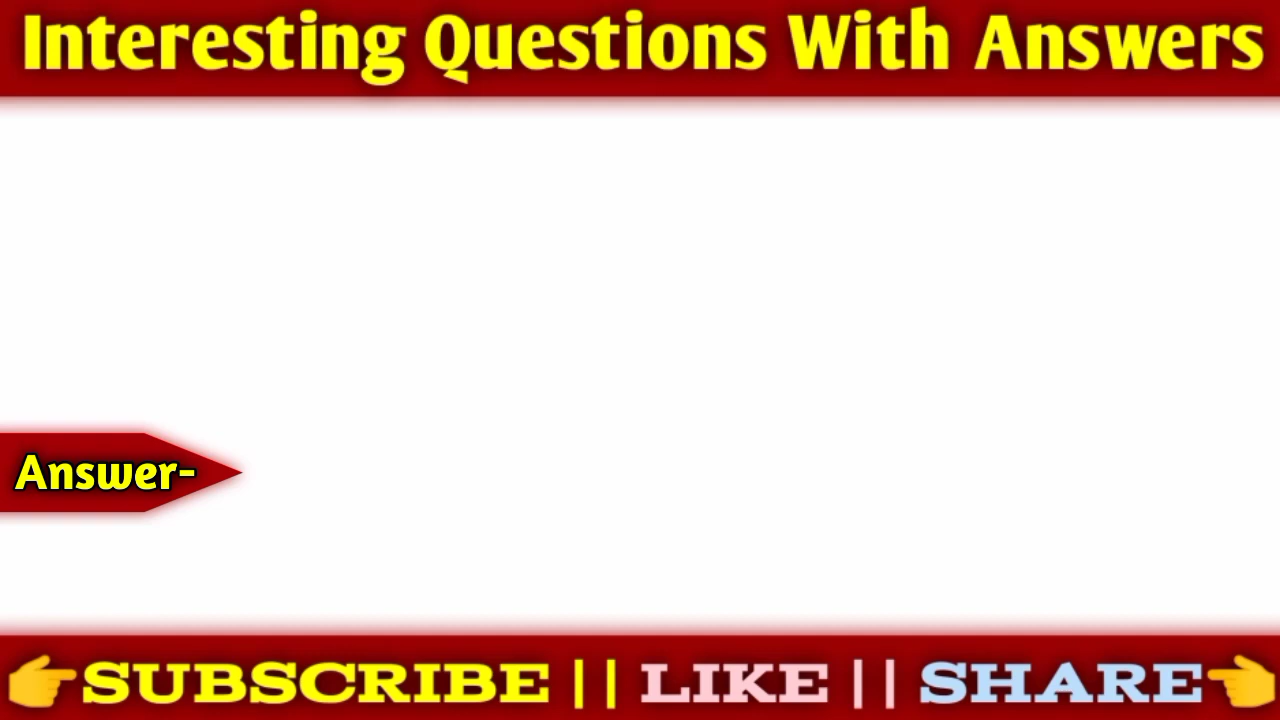 Interesting Questions With Answers
Answer-
👉SUBSCRIBE || LIKE || SHARE👈